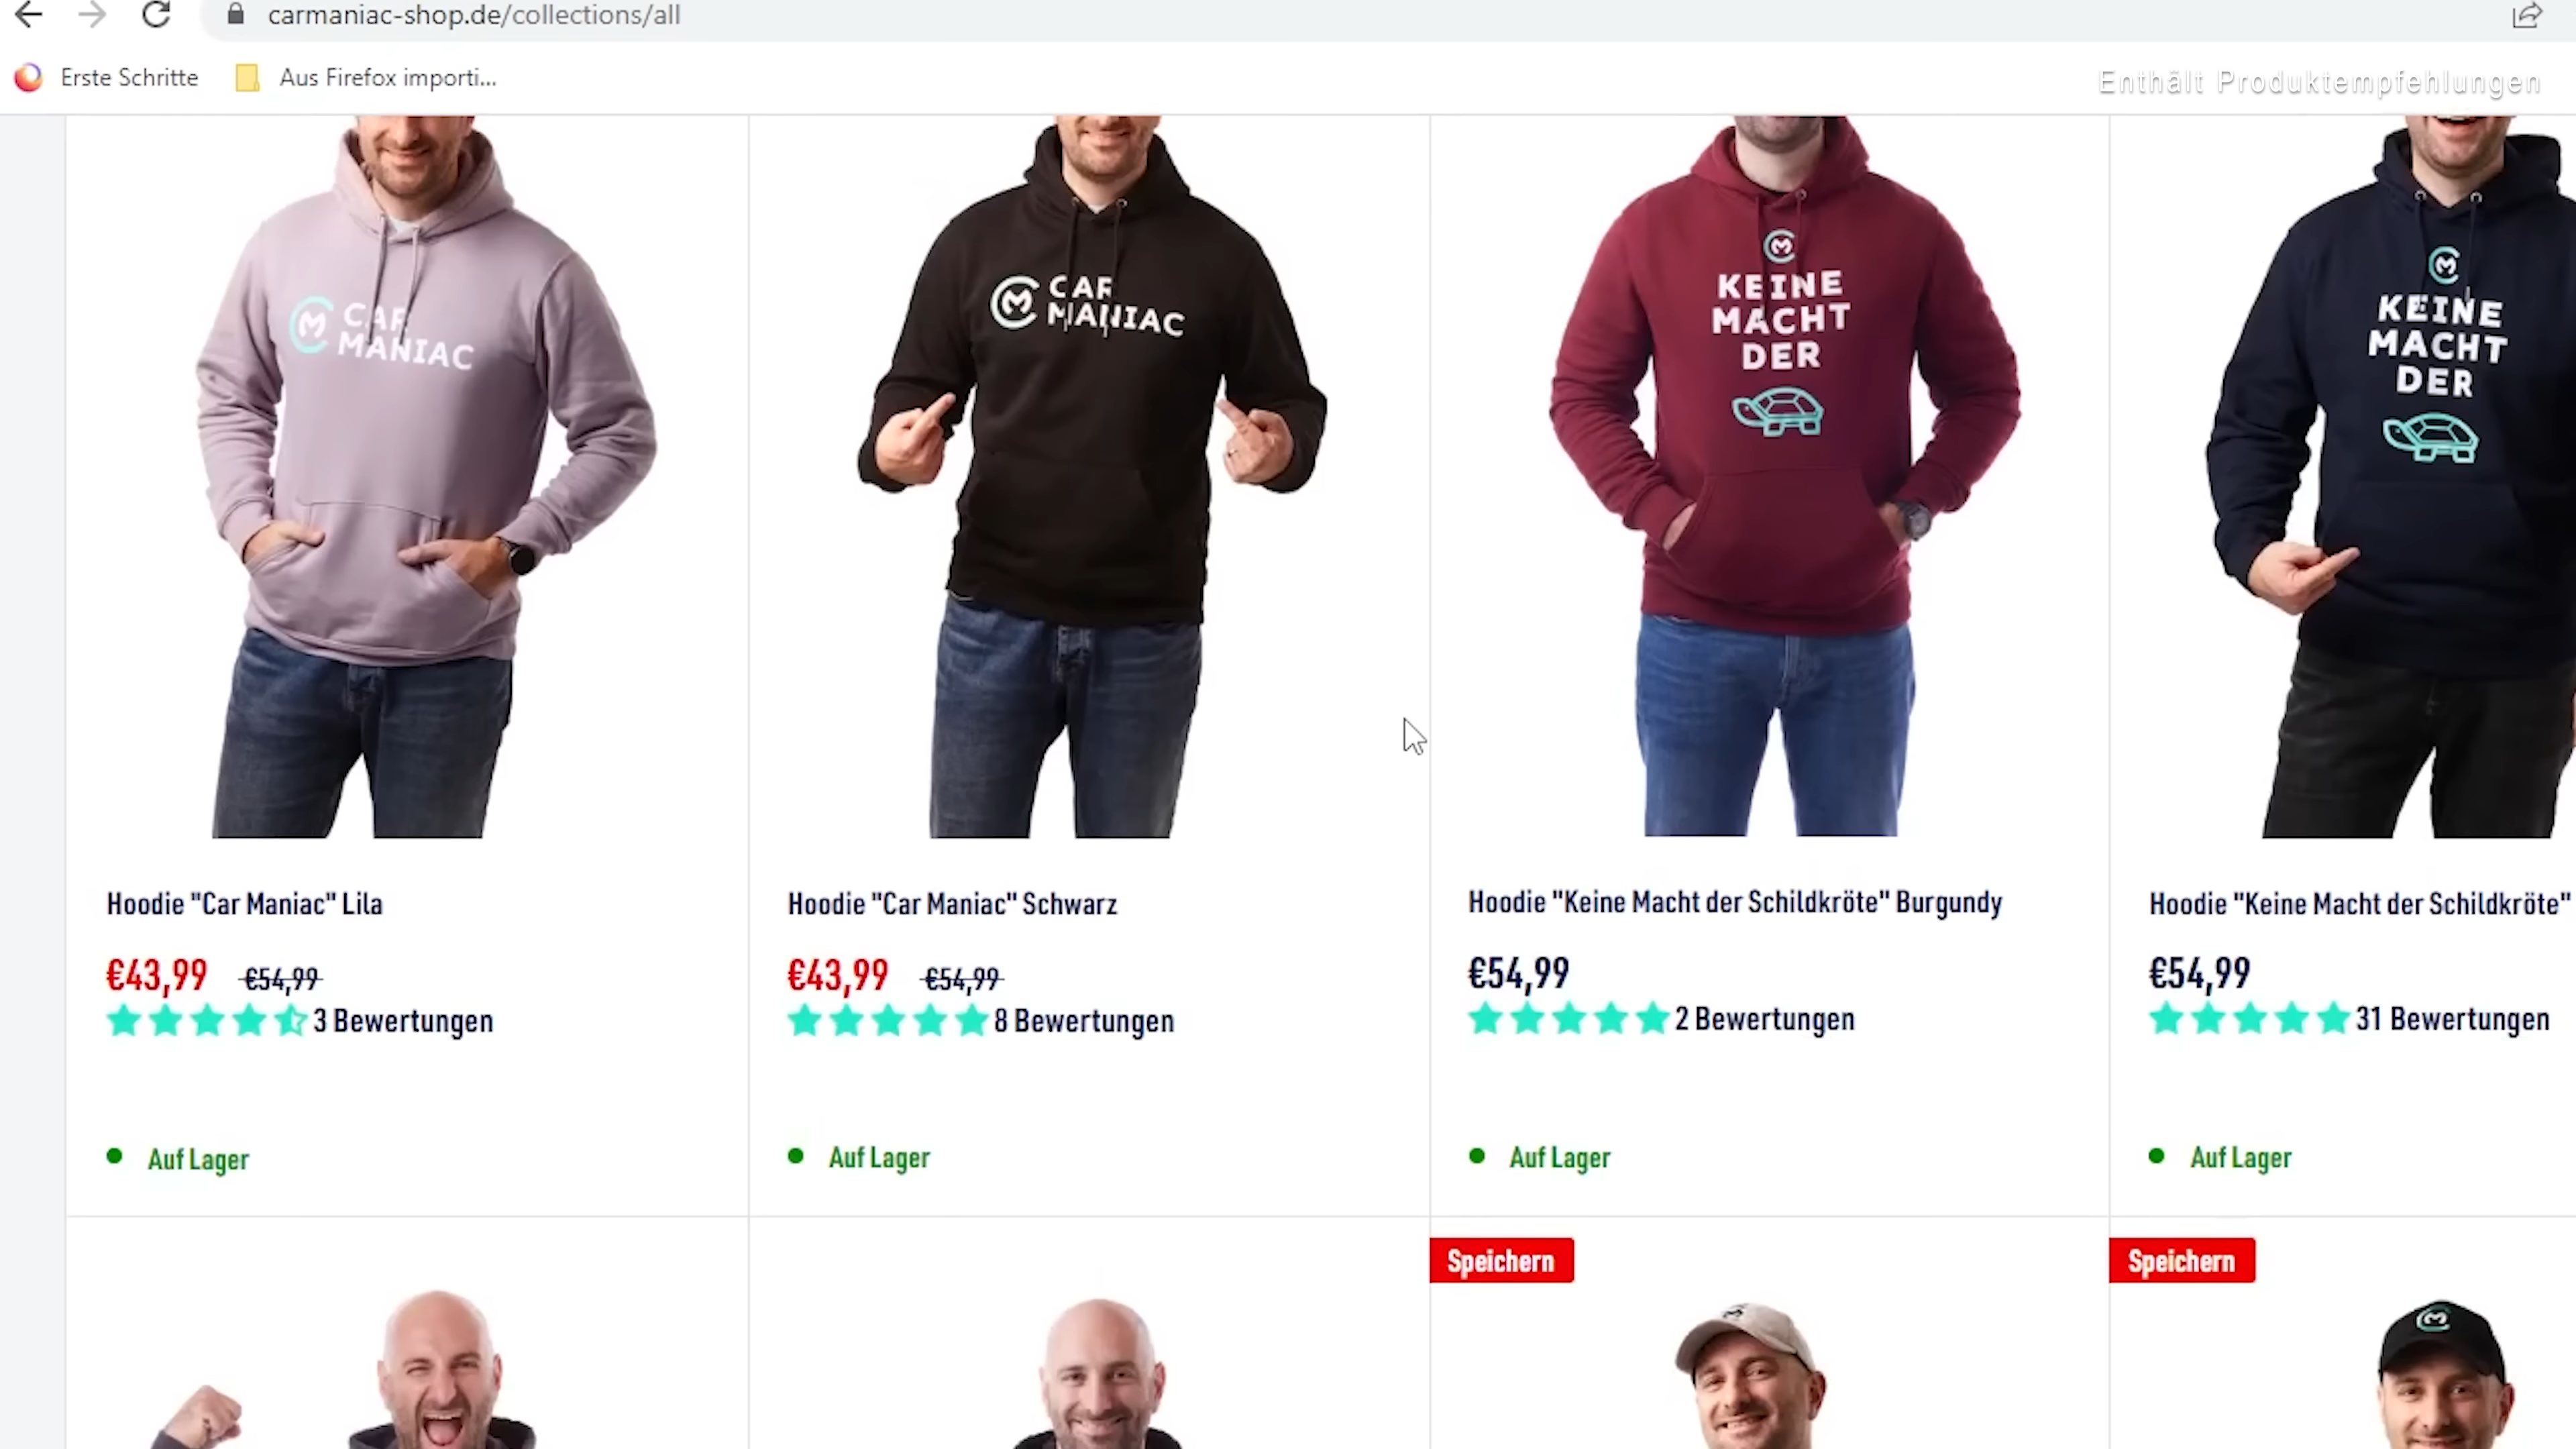 carmaniac-shop.de/collections/all
Erste Schritte
Aus Firefox importi...
Enthält Produktempfehlungen
CAR
MANIAC
CAR
MANIAC
KEINE
MACHT
DER
KEINE
MACHT
DER
Hoodie "Car Maniac" Lila
Hoodie "Car Maniac" Schwarz
Hoodie "Keine Macht der Schildkröte" Burgundy
Hoodie "Keine Macht der Schildkröte"
€43,99 €54,99
€43,99 €54,99
€54,99
€54,99
3 Bewertungen
8 Bewertungen
2 Bewertungen
31 Bewertungen
Auf Lager
Auf Lager
Auf Lager
Auf Lager
Speichern
Speichern